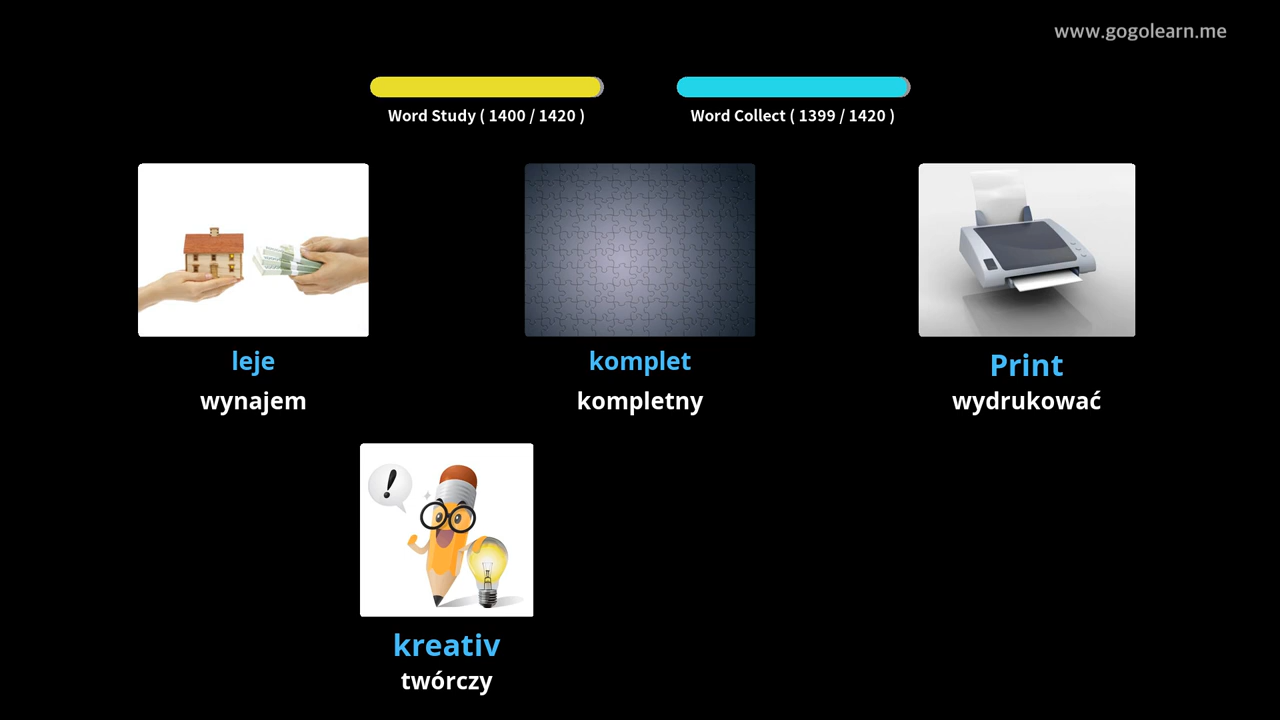 www.gogolearn.me
Word Study ( 1400 / 1420 )
Word Collect ( 1399 / 1420 )
leje
wynajem
komplet
kompletny
Print
wydrukować
kreativ
twórczy